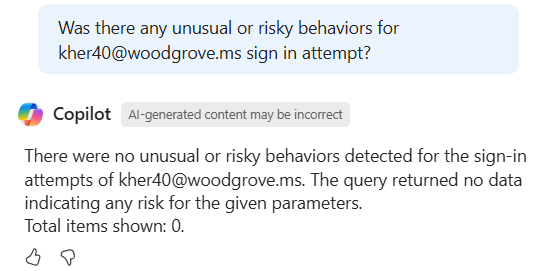 Was there any unusual or risky behaviors for
kher40@woodgrove.ms sign in attempt?
Copilot AI-generated content may be incorrect
There were no unusual or risky behaviors detected for the sign-in
attempts of kher40@woodgrove.ms. The query returned no data
indicating any risk for the given parameters.
Total items shown: 0.